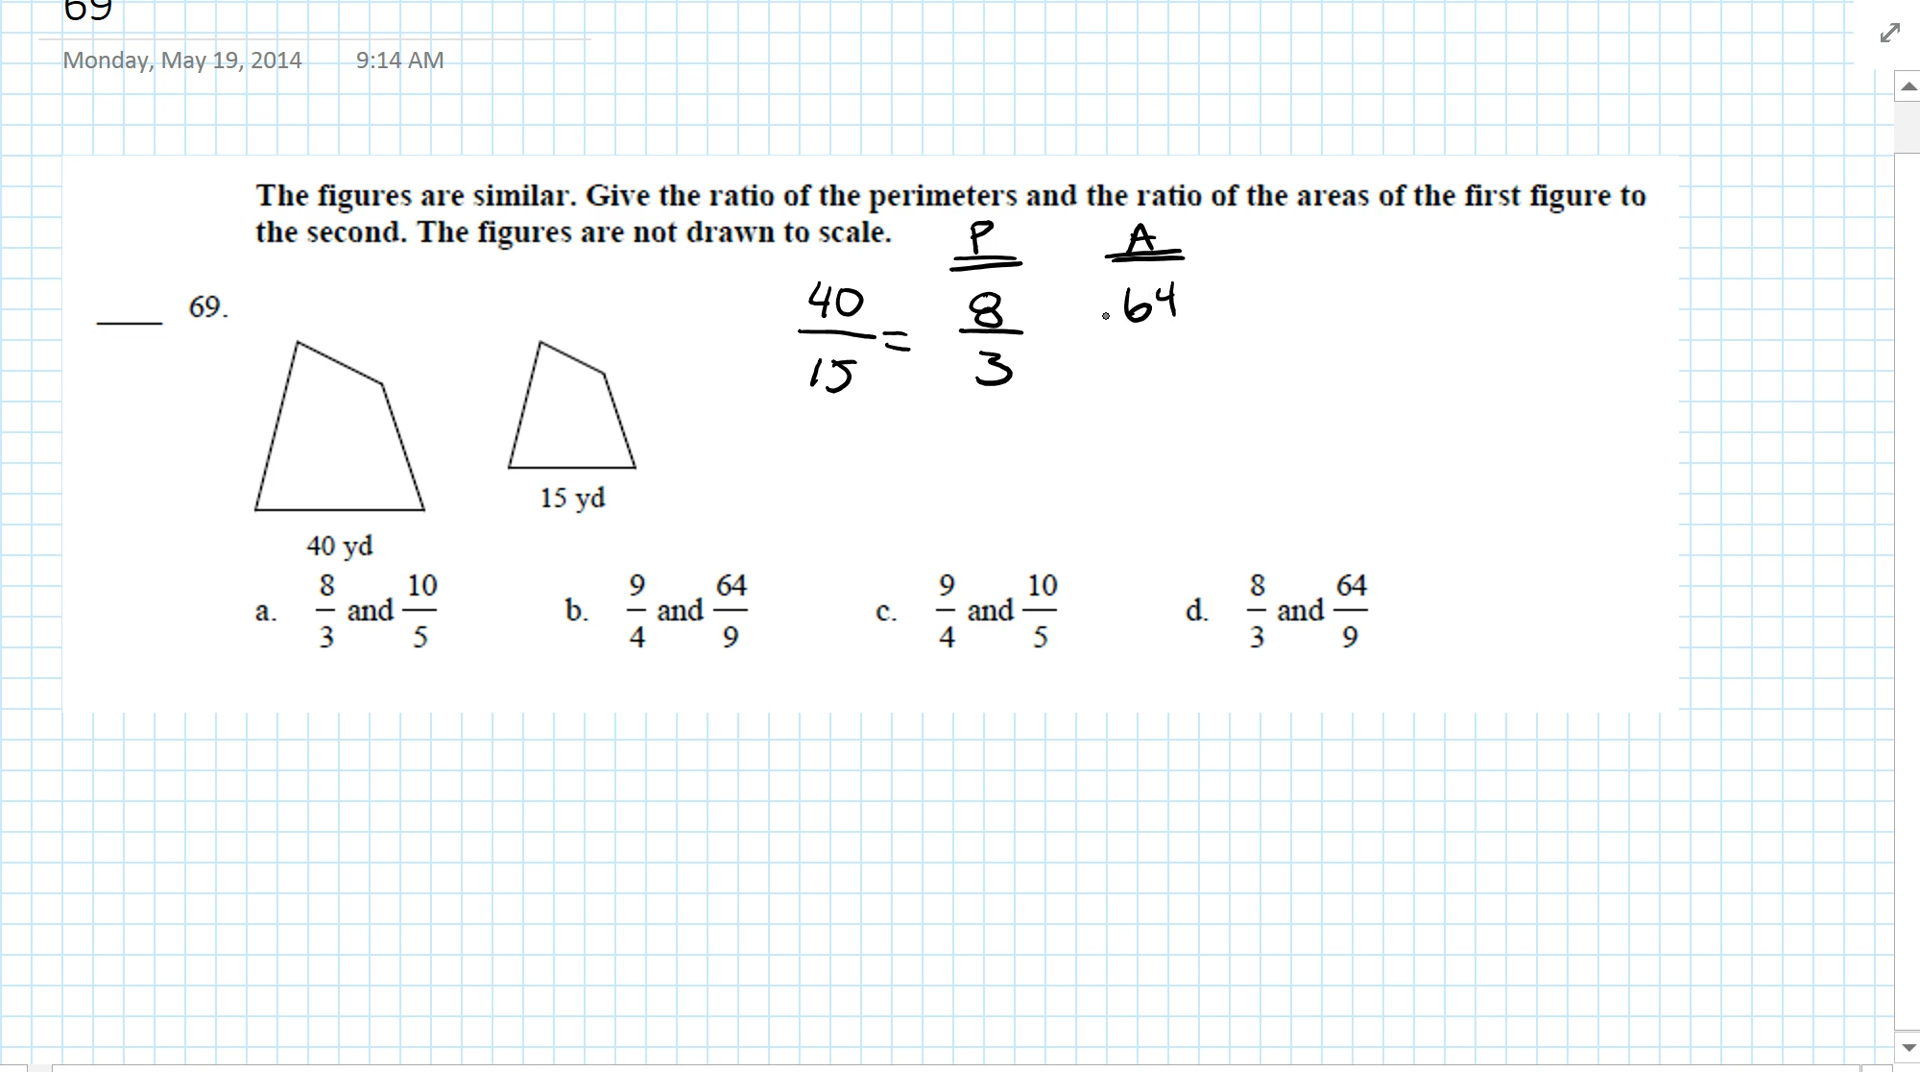 69
Monday, May 19, 2014 9:14 AM
The figures are similar. Give the ratio of the perimeters and the ratio of the areas of the first figure to
the second. The figures are not drawn to scale.
P A
69.
40/15 = 8/3 .64
15 yd
40 yd
a. 8/3 and 10/5 b. 9/4 and 64/9 c. 9/4 and 10/5 d. 8/3 and 64/9